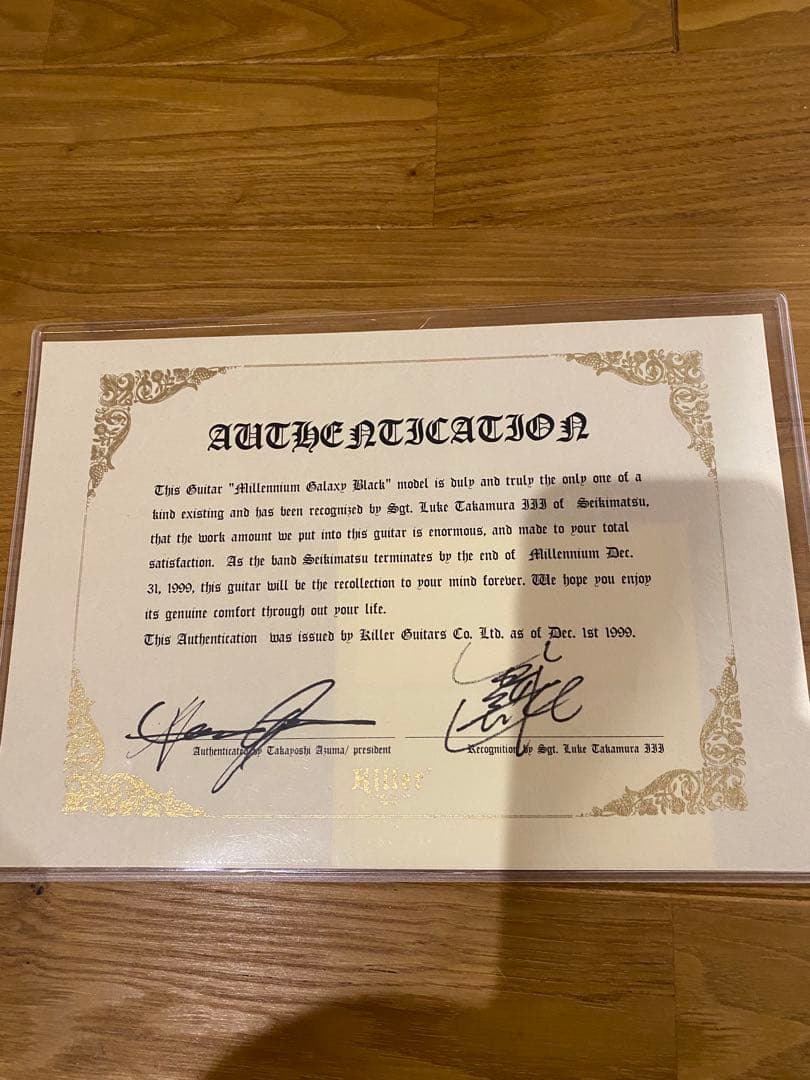 AUTHENTICATION
This Guitar "Millennium Galaxy Black" model is duly and truly the only one of a
kind existing and has been recognized by Sgt. Luke Takamura III of Seikimatsu,
that the work amount we put into this guitar is enormous, and made to your total
satisfaction. As the band Seikimatsu terminates by the end of Millennium Dec.
31, 1999, this guitar will be the recollection to your mind forever. We hope you enjoy
its genuine comfort through out your life.
This Authentication was issued by Killer Guitars Co. Ltd. as of Dec. 1st 1999.
Authenticated by Takayoshi Azuma/ president
Recognition by Sgt. Luke Takamura III
Killer